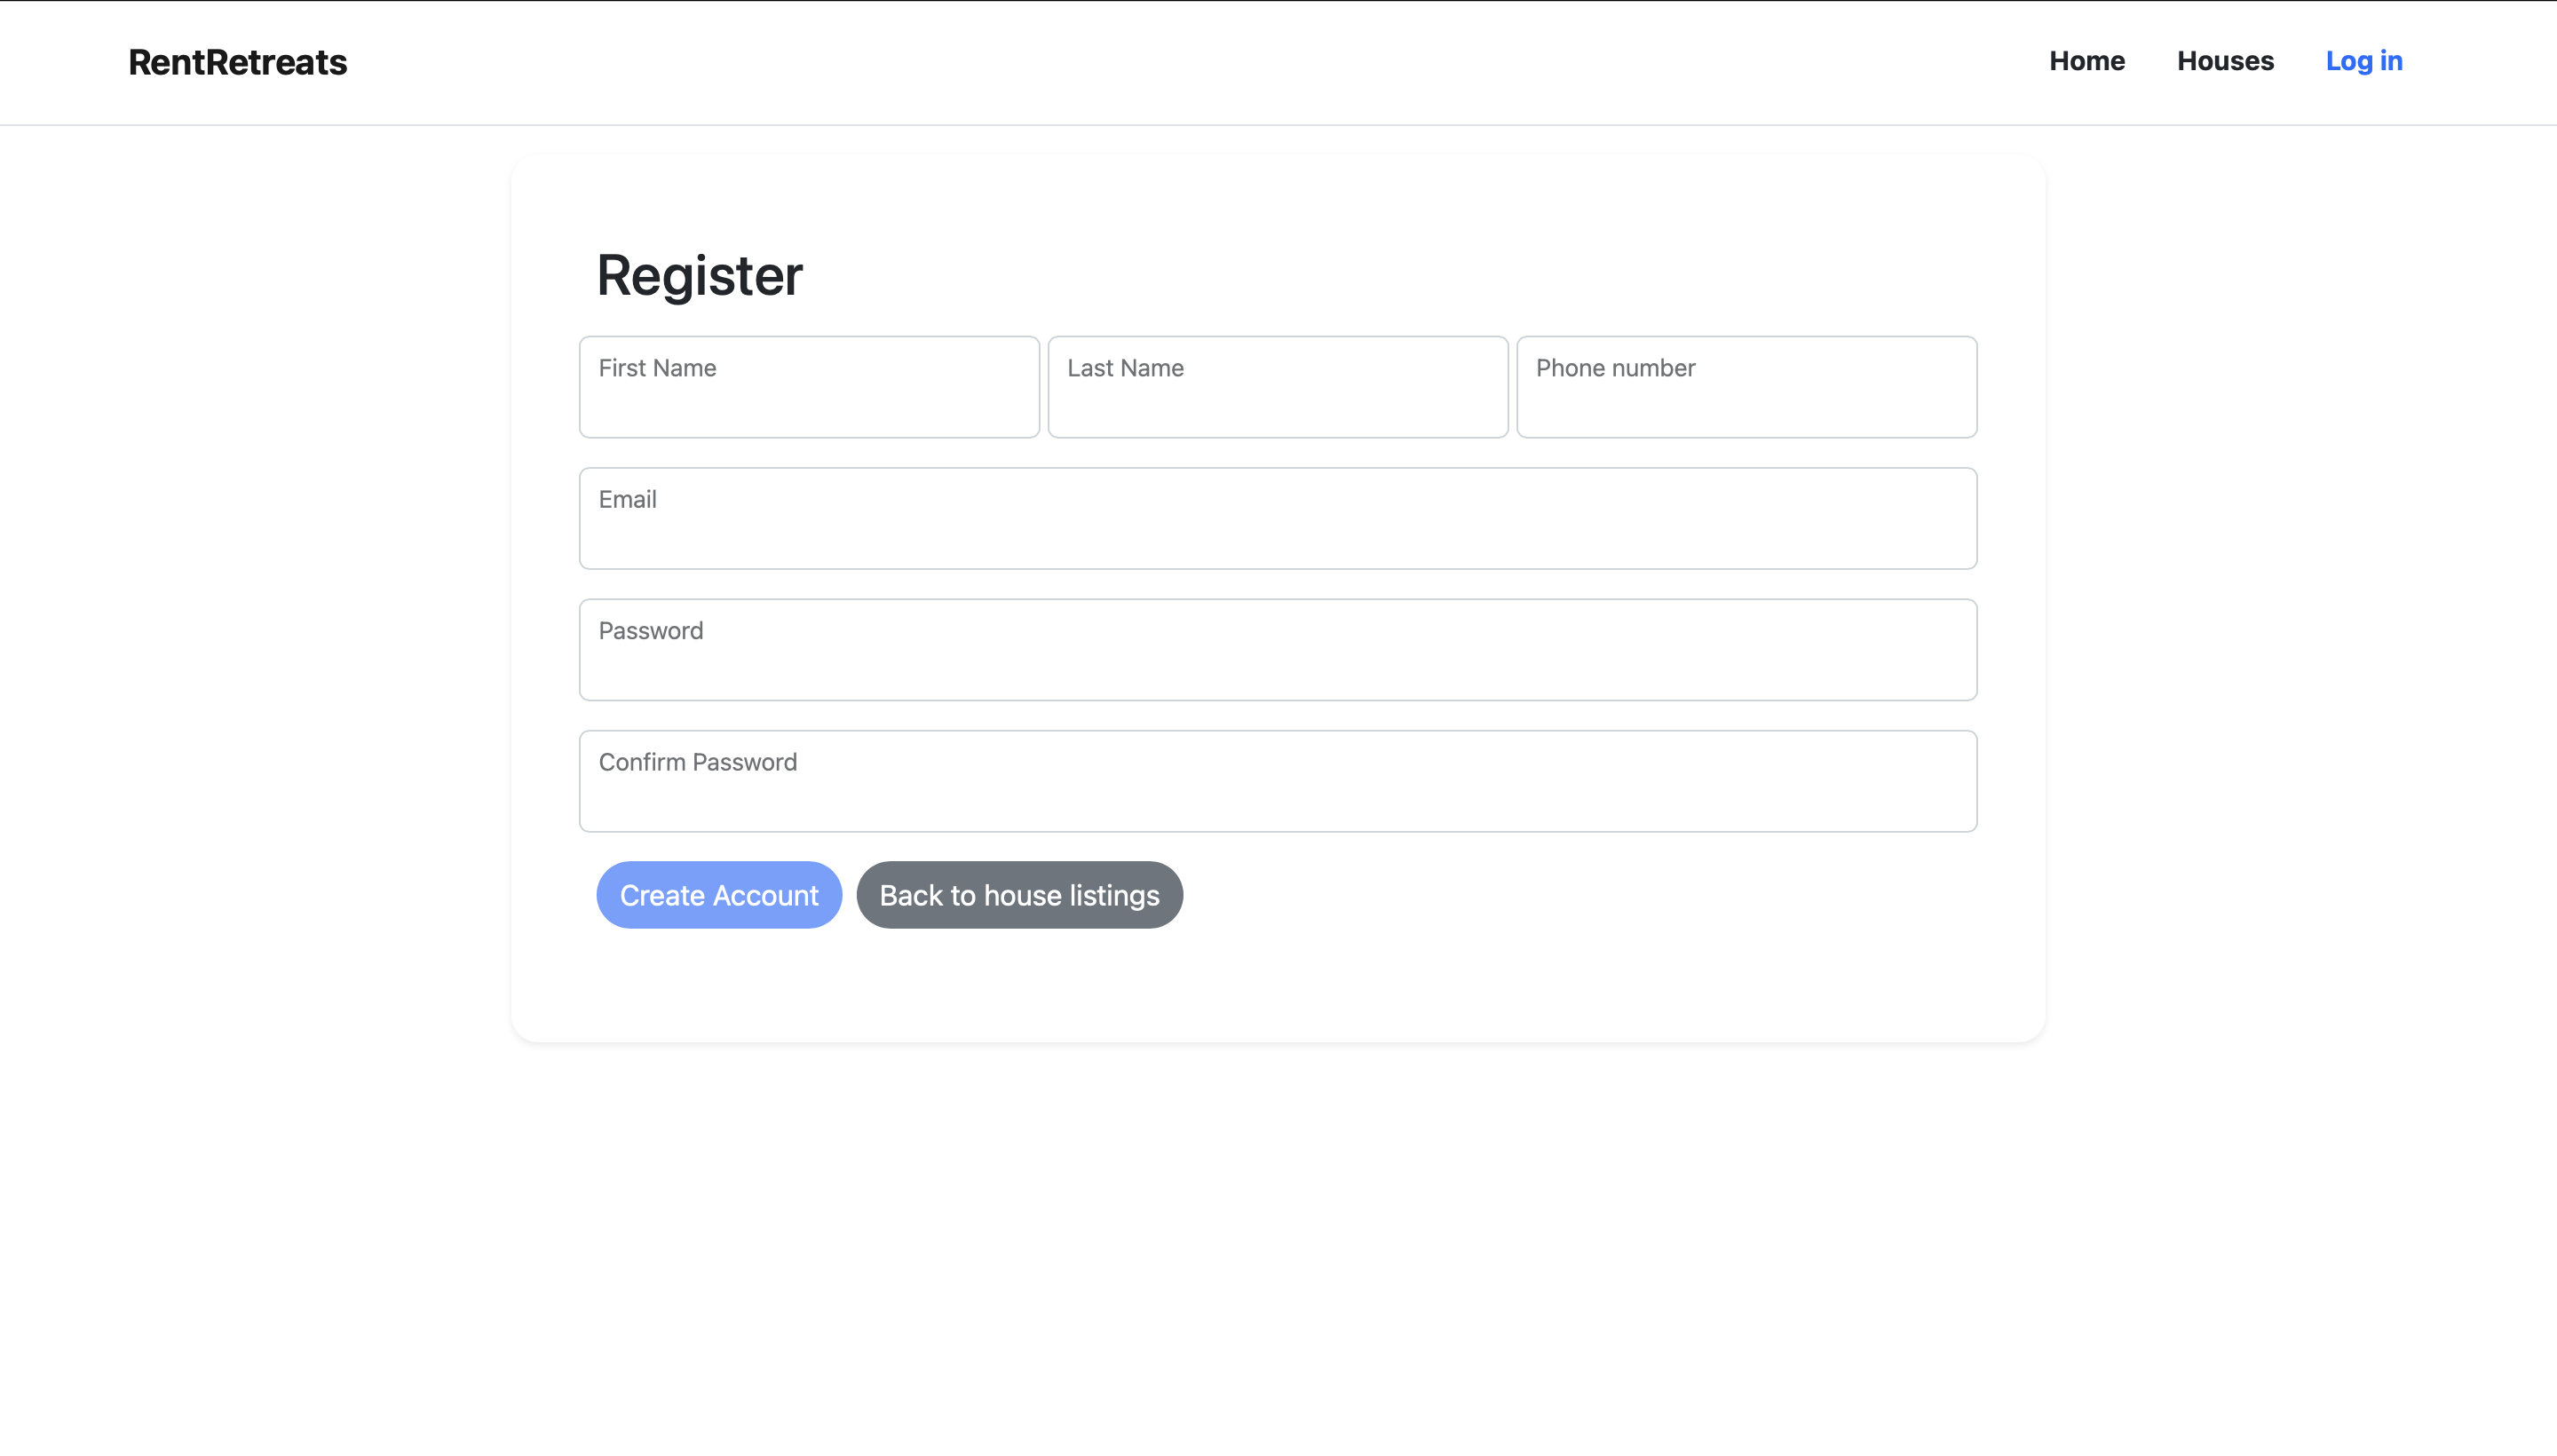 RentRetreats
Home Houses Log in
Register
First Name Last Name Phone number
Email
Password
Confirm Password
Create Account Back to house listings